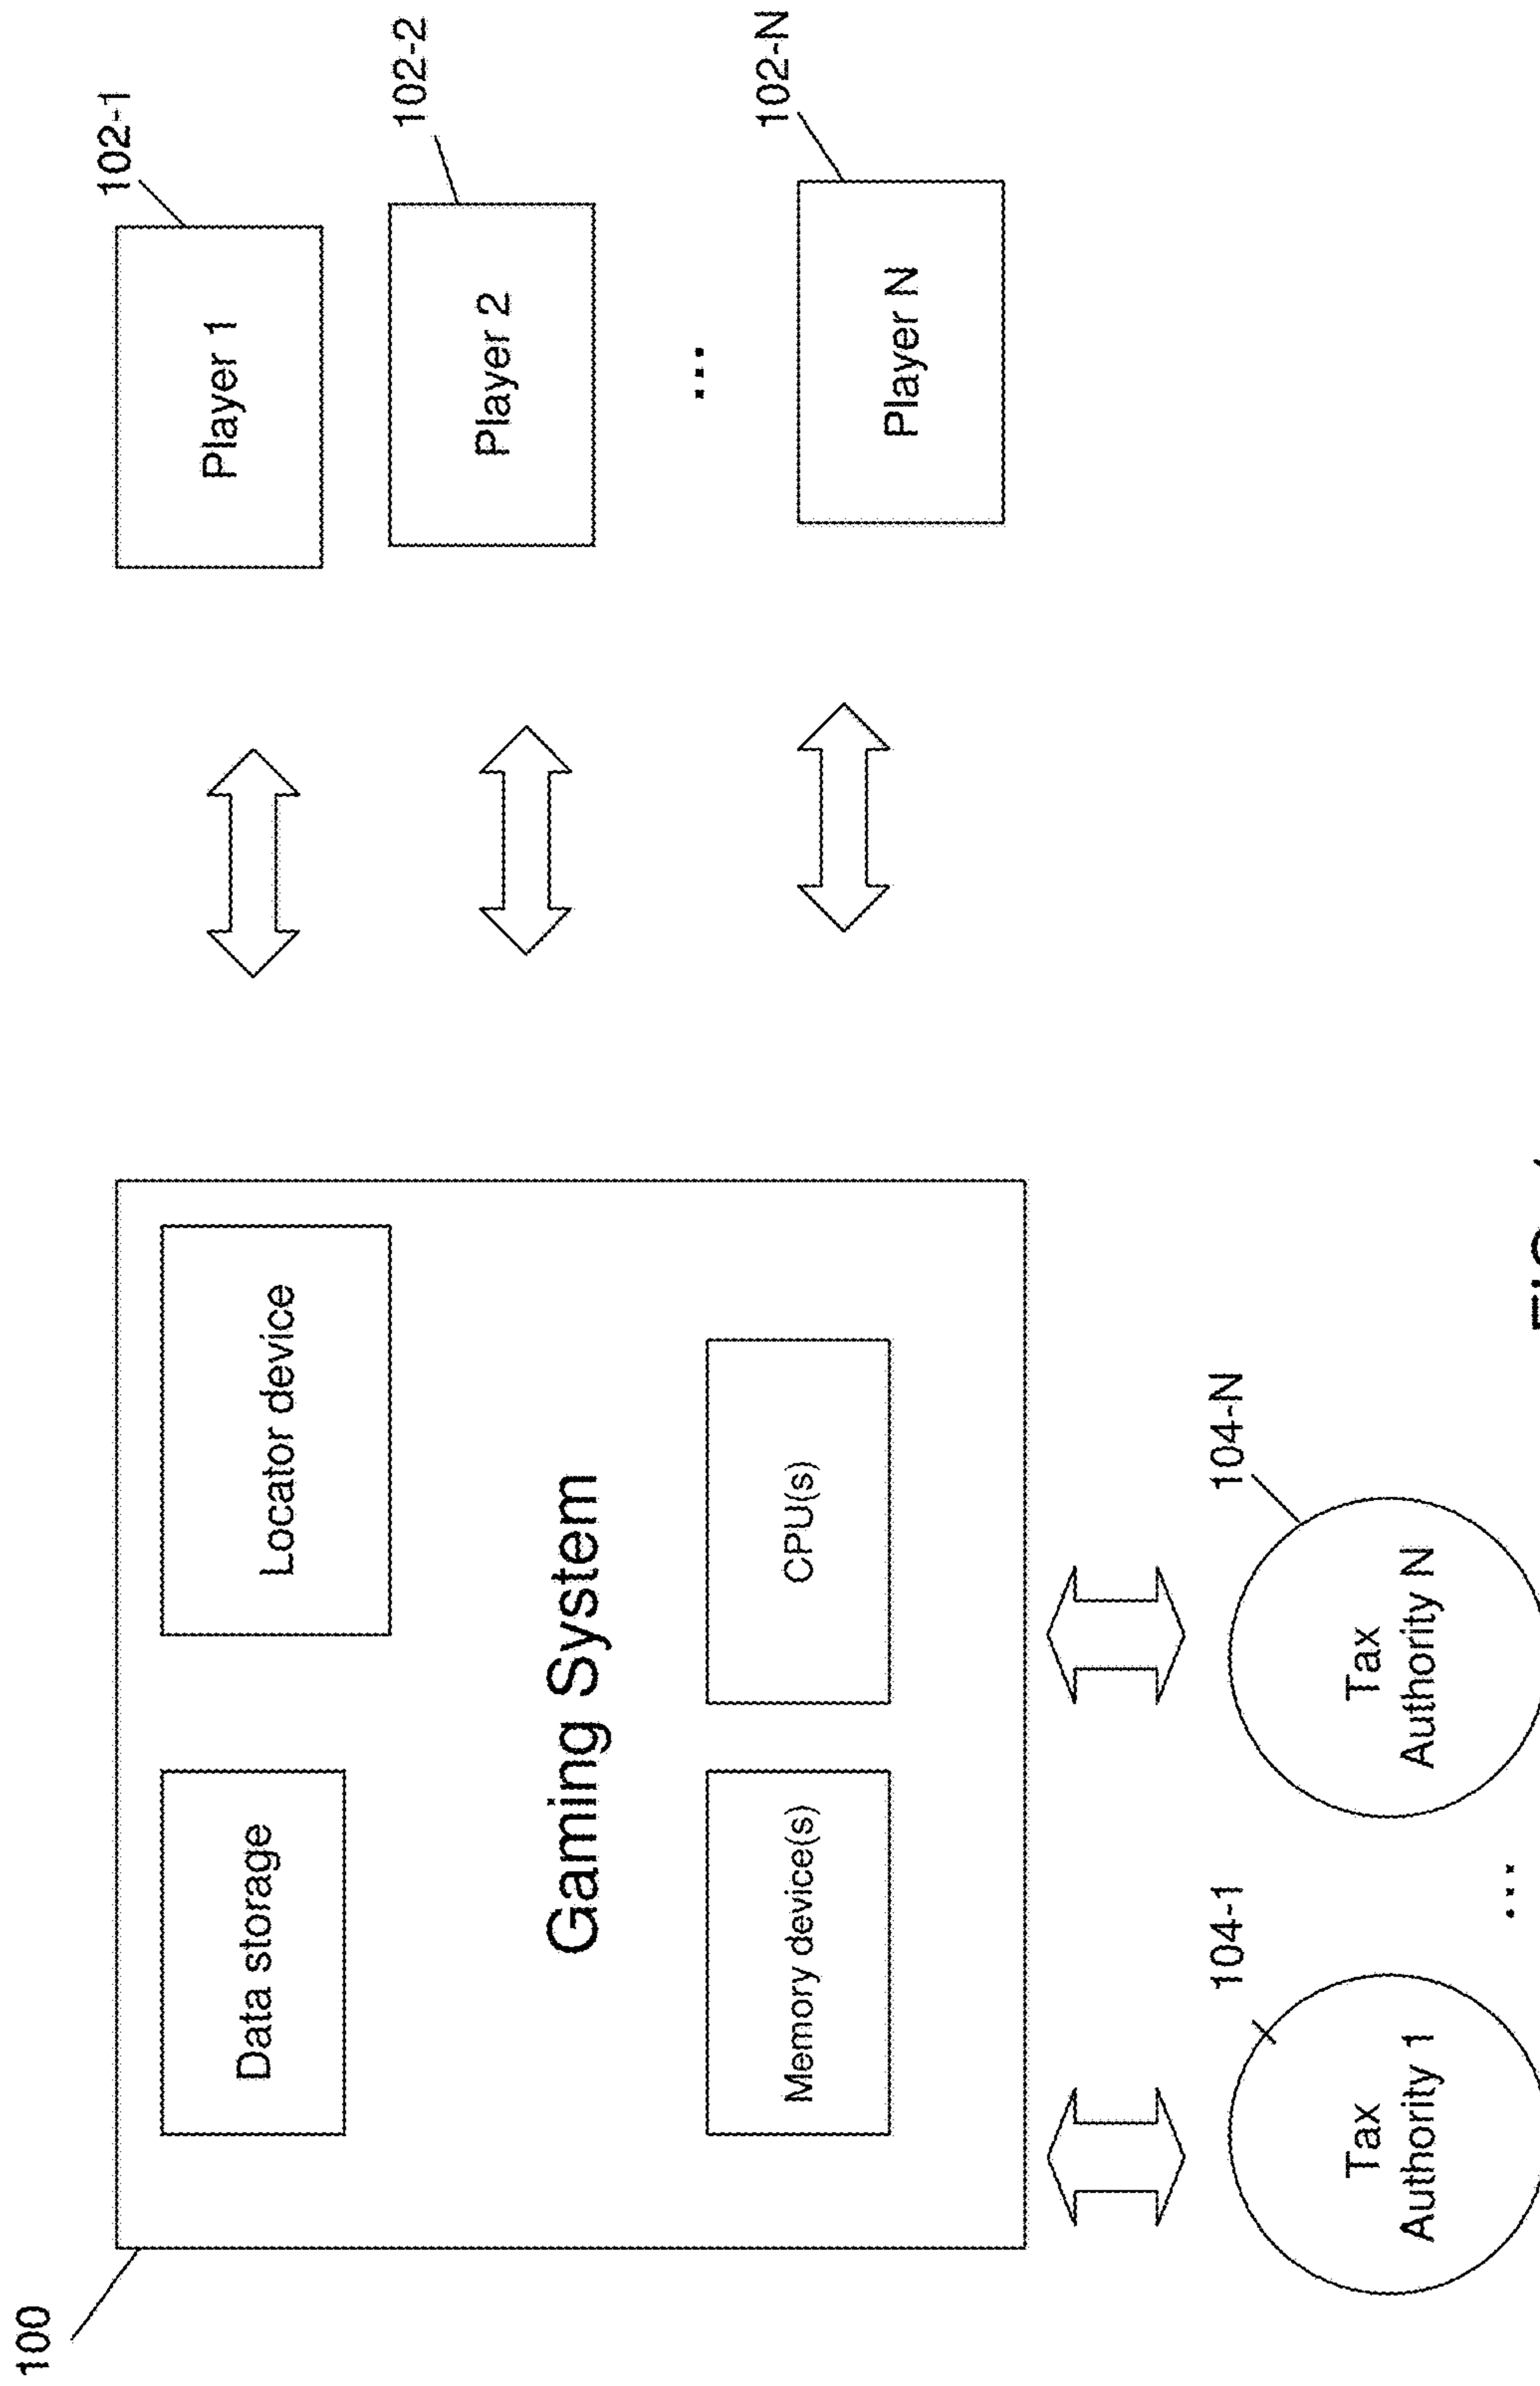 100
Data storage
Locator device
Gaming System
Memory device(s)
CPU(s)
Player 1
102-1
Player 2
102-2
...
Player N
102-N
104-1
Tax
Authority 1
...
104-N
Tax
Authority N